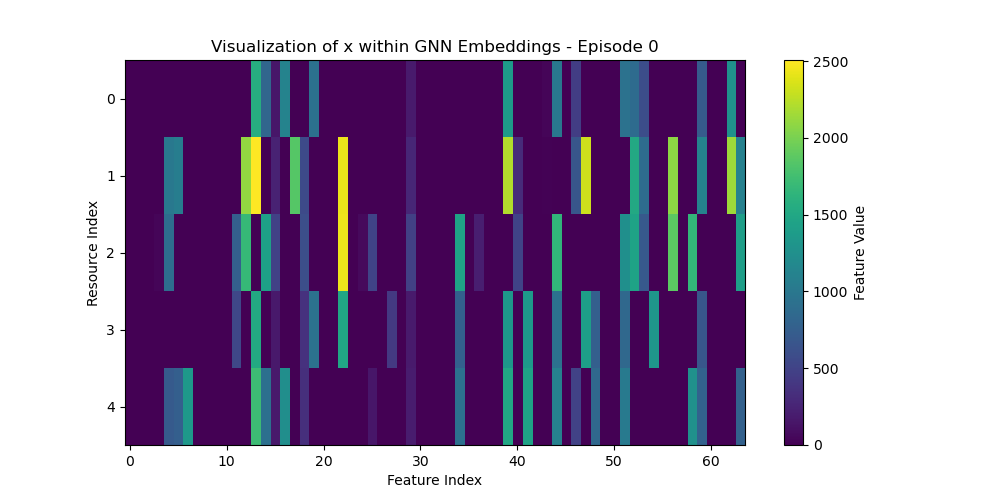 Visualization of x within GNN Embeddings - Episode 0
Resource Index
0
1
2
3
4
0 10 20 30 40 50 60
Feature Index
2500
2000
1500
1000
500
0
Feature Value